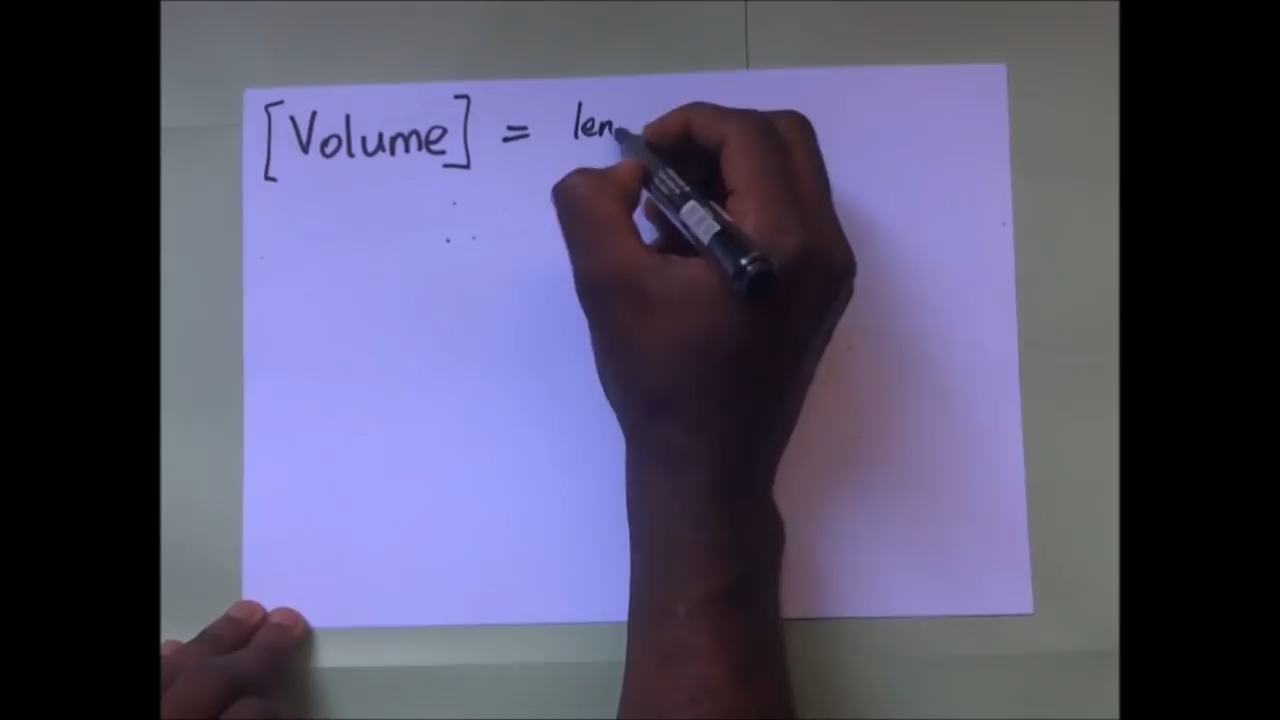 [Volume] = len